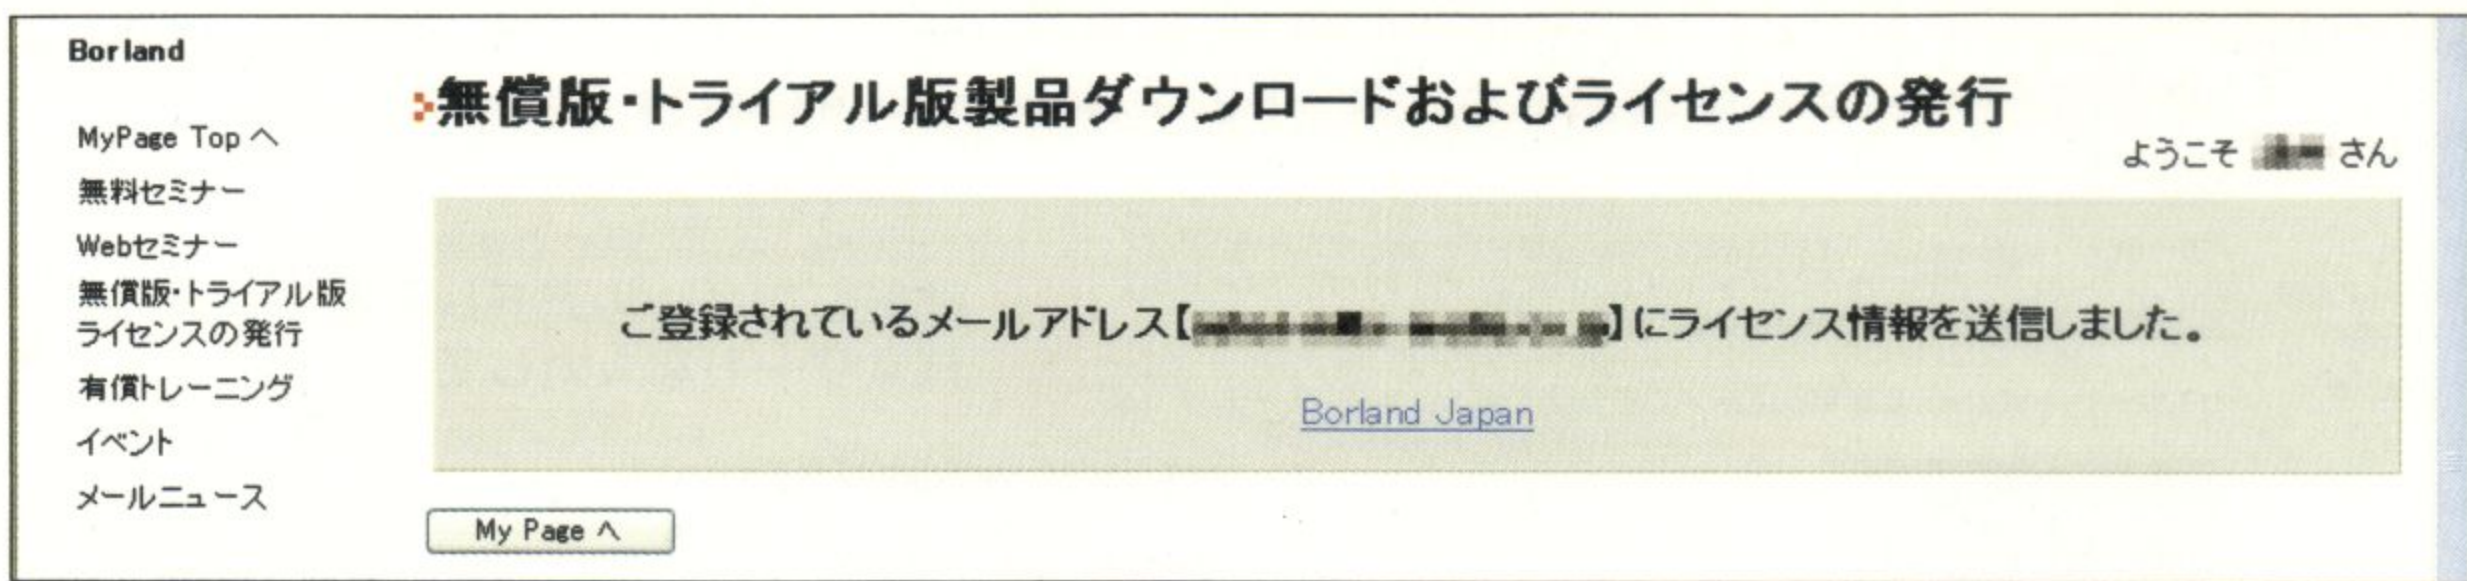 Borland
MyPage Top へ
無料セミナー
Webセミナー
無償版・トライアル版
ライセンスの発行
有償トレーニング
イベント
メールニュース
無償版・トライアル版製品ダウンロードおよびライセンスの発行
ようこそ さん
ご登録されているメールアドレス【】にライセンス情報を送信しました。
Borland Japan
My Page へ